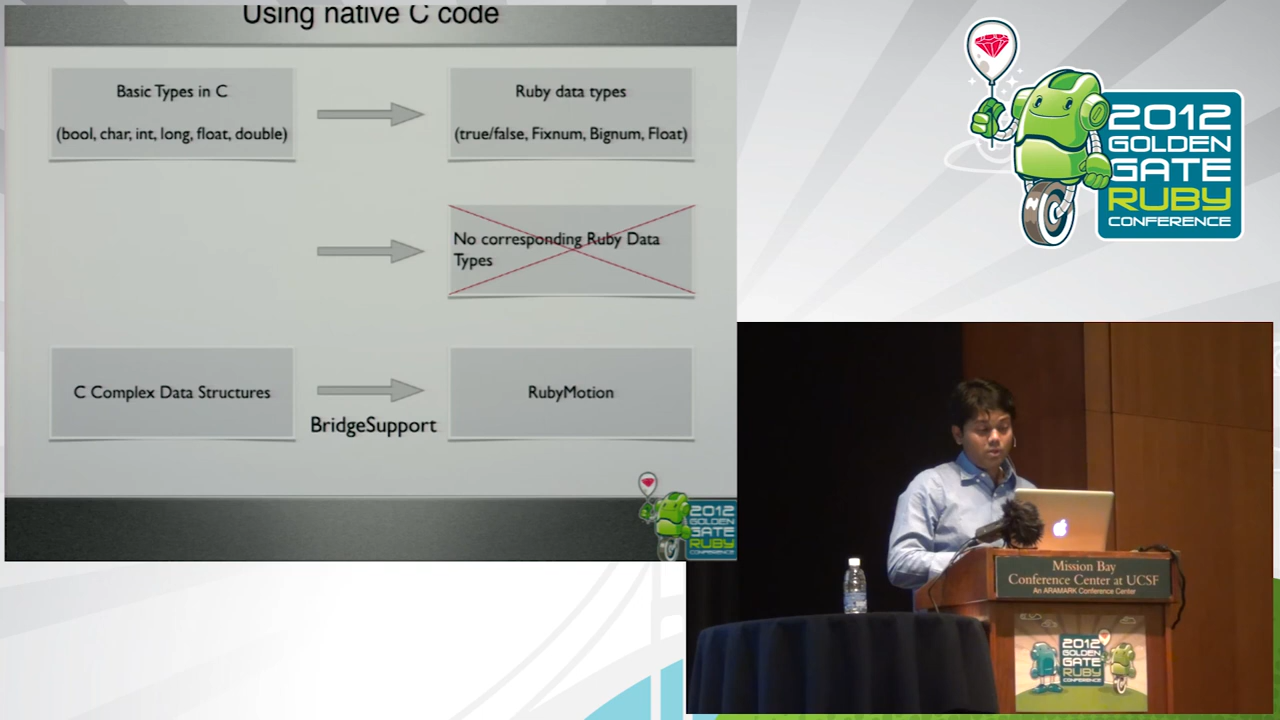 Using native C code
Basic Types in C
(bool, char, int, long, float, double)
Ruby data types
(true/false, Fixnum, Bignum, Float)
No corresponding Ruby Data
Types
C Complex Data Structures
BridgeSupport
RubyMotion
2012
GOLDEN
GATE
RUBY
CONFERENCE
2012
GOLDEN
GATE
RUBY
CONFERENCE
Mission Bay
Conference Center at UCSF
An ARAMARK Conference Center
2012
GOLDEN
GATE
RUBY
CONFERENCE